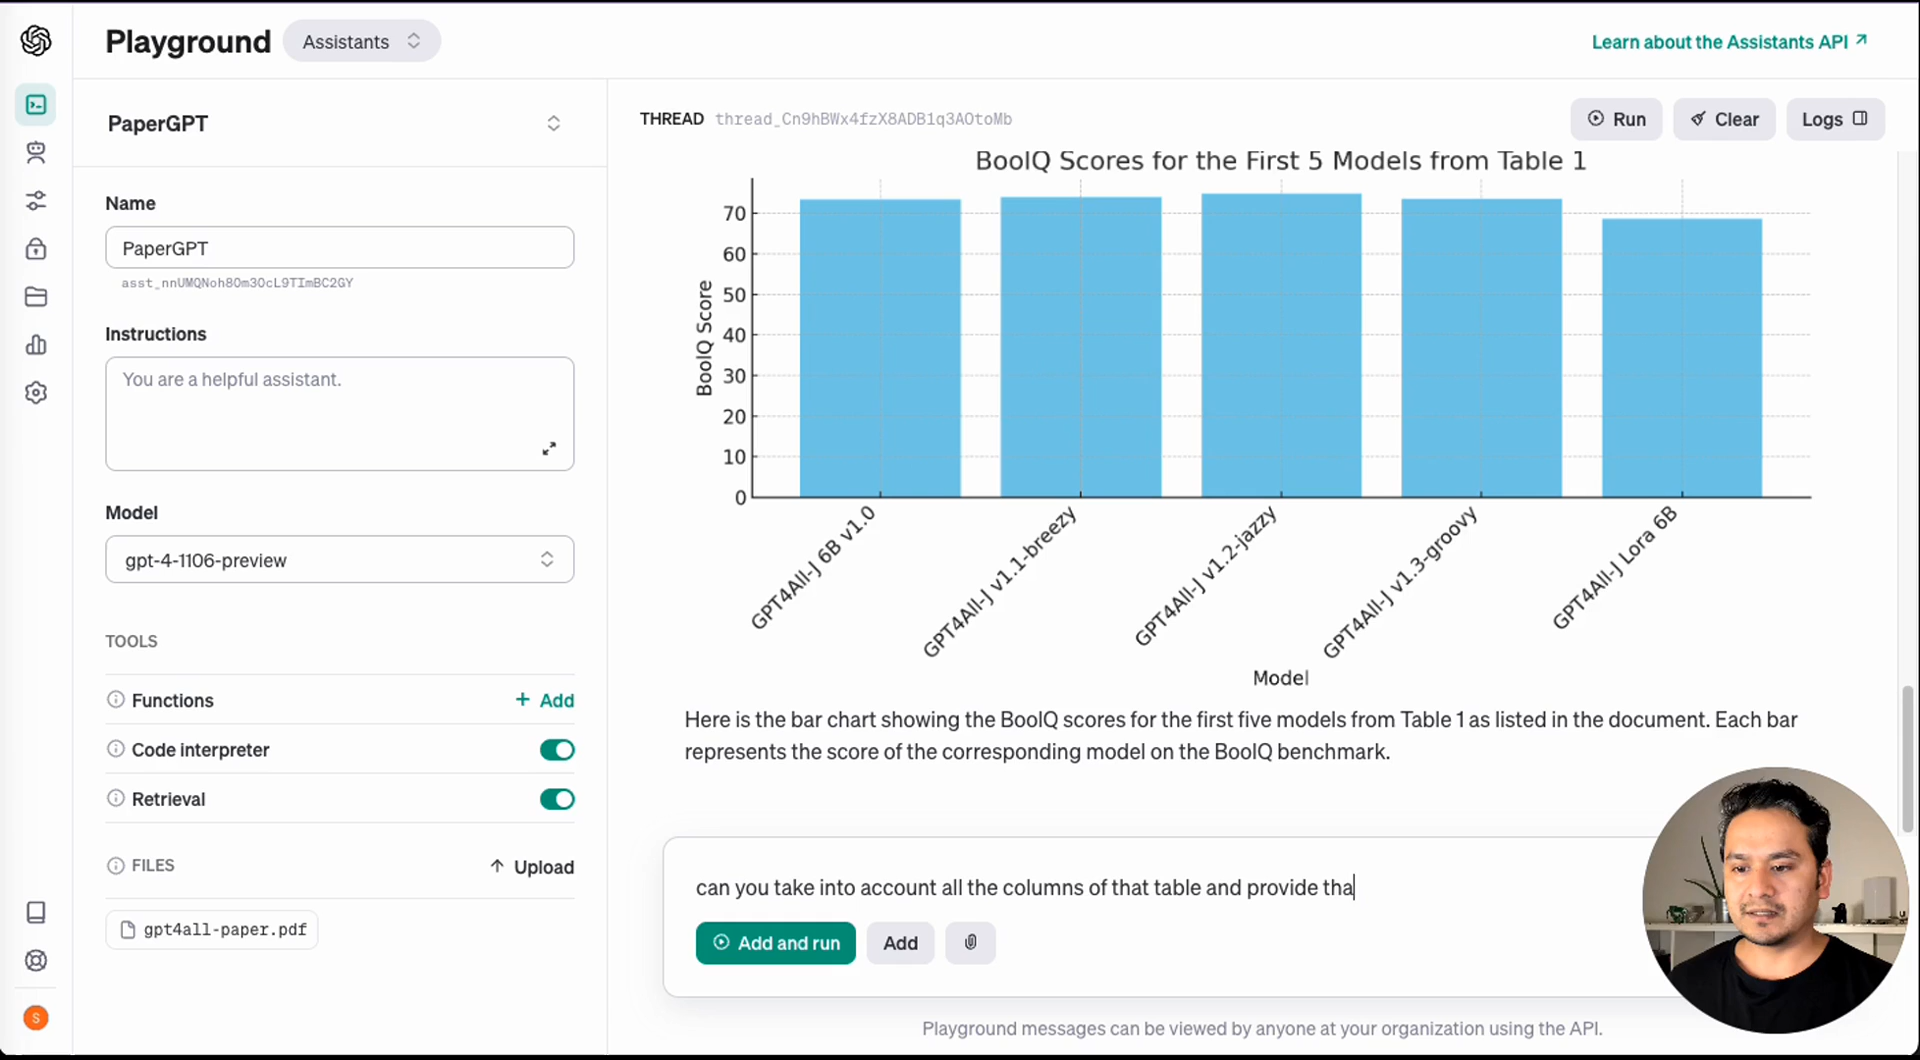 Playground
Assistants
Learn about the Assistants API
PaperGPT
Name
PaperGPT
asst_nnUMQNoh8Om3OcL9TImBC2GY
Instructions
You are a helpful assistant.
Model
gpt-4-1106-preview
TOOLS
Functions
+ Add
Code interpreter
Retrieval
FILES
Upload
gpt4all-paper.pdf
S
THREAD thread_Cn9hBWx4fzX8ADB1q3AOtoMb
Run
Clear
Logs
BoolQ Scores for the First 5 Models from Table 1
BoolQ Score
70
60
50
40
30
20
10
0
GPT4All-J 6B v1.0
GPT4All-J v1.1-breezy
GPT4All-J v1.2-jazzy
GPT4All-J v1.3-groovy
GPT4All-J Lora 6B
Model
Here is the bar chart showing the BoolQ scores for the first five models from Table 1 as listed in the document. Each bar
represents the score of the corresponding model on the BoolQ benchmark.
can you take into account all the columns of that table and provide tha
Add and run
Add
Playground messages can be viewed by anyone at your organization using the API.